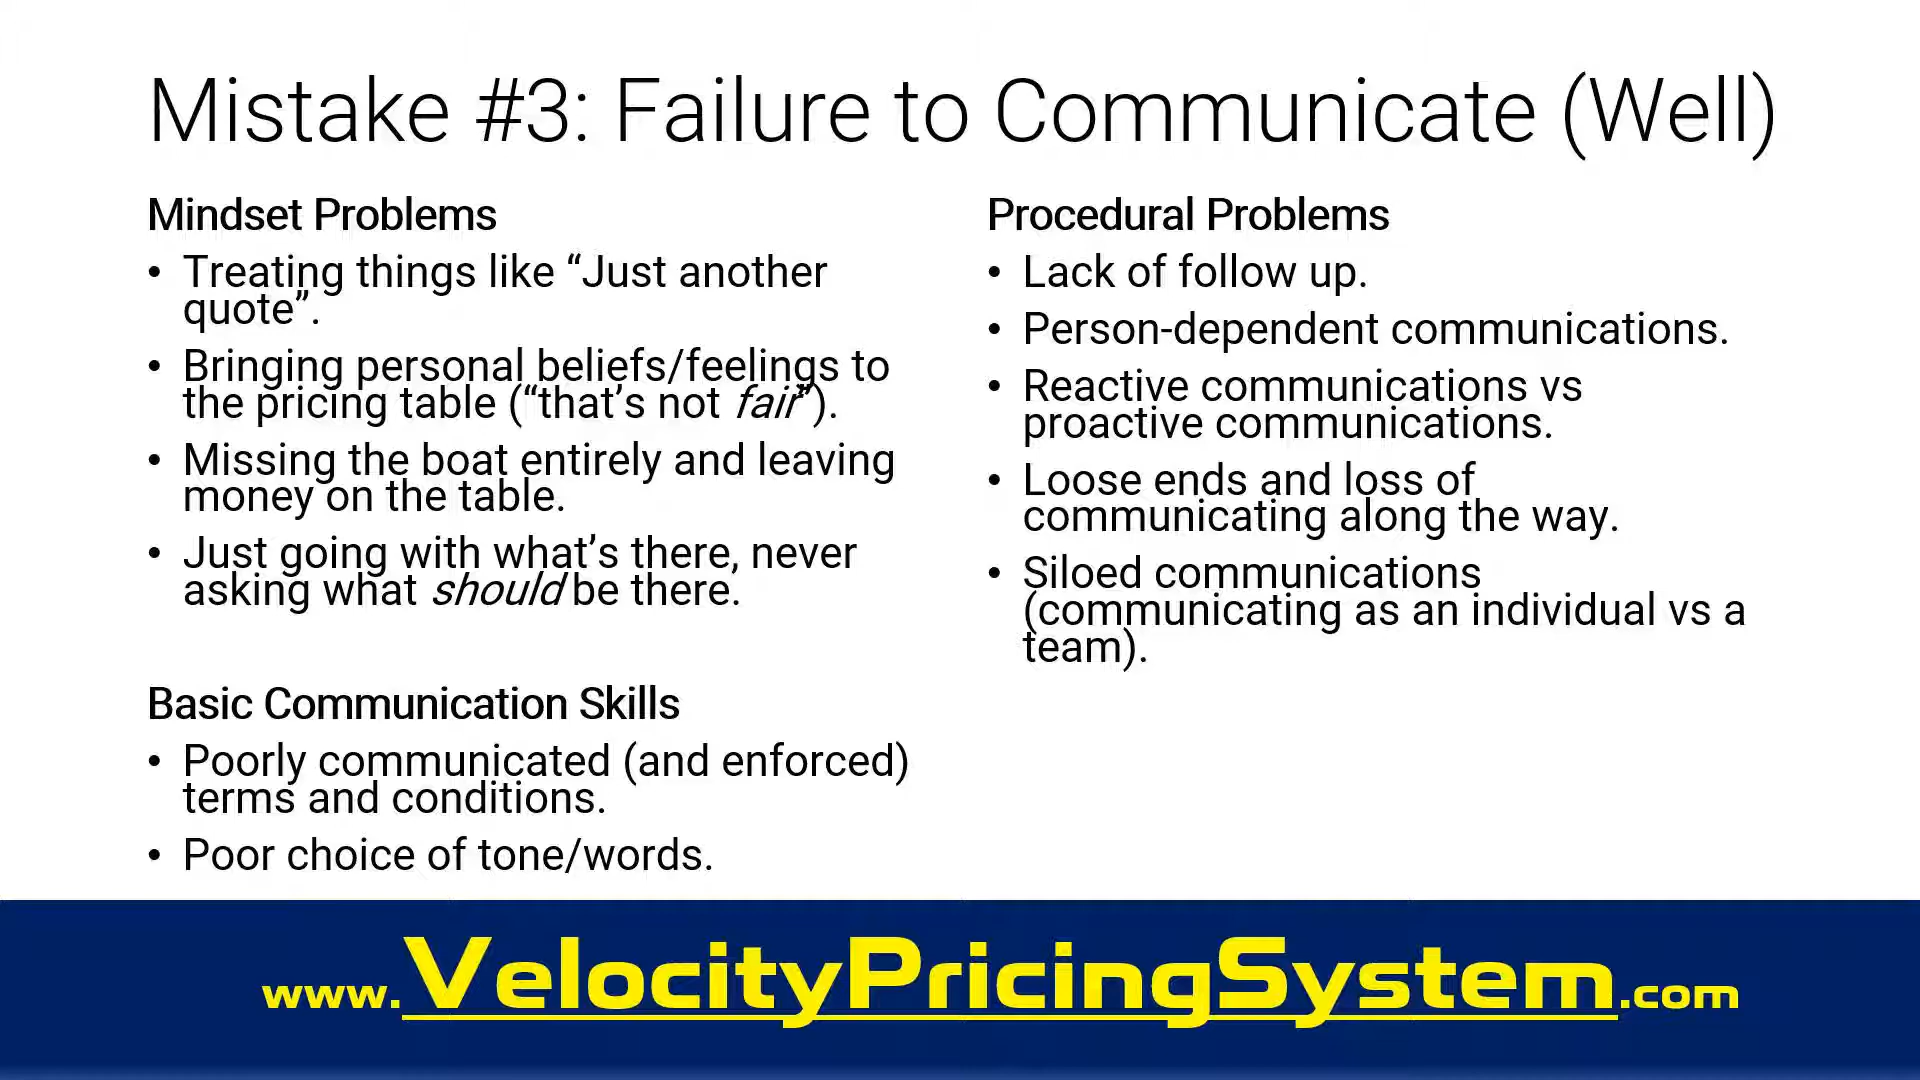 Mistake #3: Failure to Communicate (Well)
Mindset Problems
• Treating things like “Just another
quote”.
• Bringing personal beliefs/feelings to
the pricing table (“that’s not fair”).
• Missing the boat entirely and leaving
money on the table.
• Just going with what’s there, never
asking what should be there.
Basic Communication Skills
• Poorly communicated (and enforced)
terms and conditions.
• Poor choice of tone/words.
Procedural Problems
• Lack of follow up.
• Person-dependent communications.
• Reactive communications vs
proactive communications.
• Loose ends and loss of
communicating along the way.
• Siloed communications
(communicating as an individual vs a
team).
www.VelocityPricingSystem.com